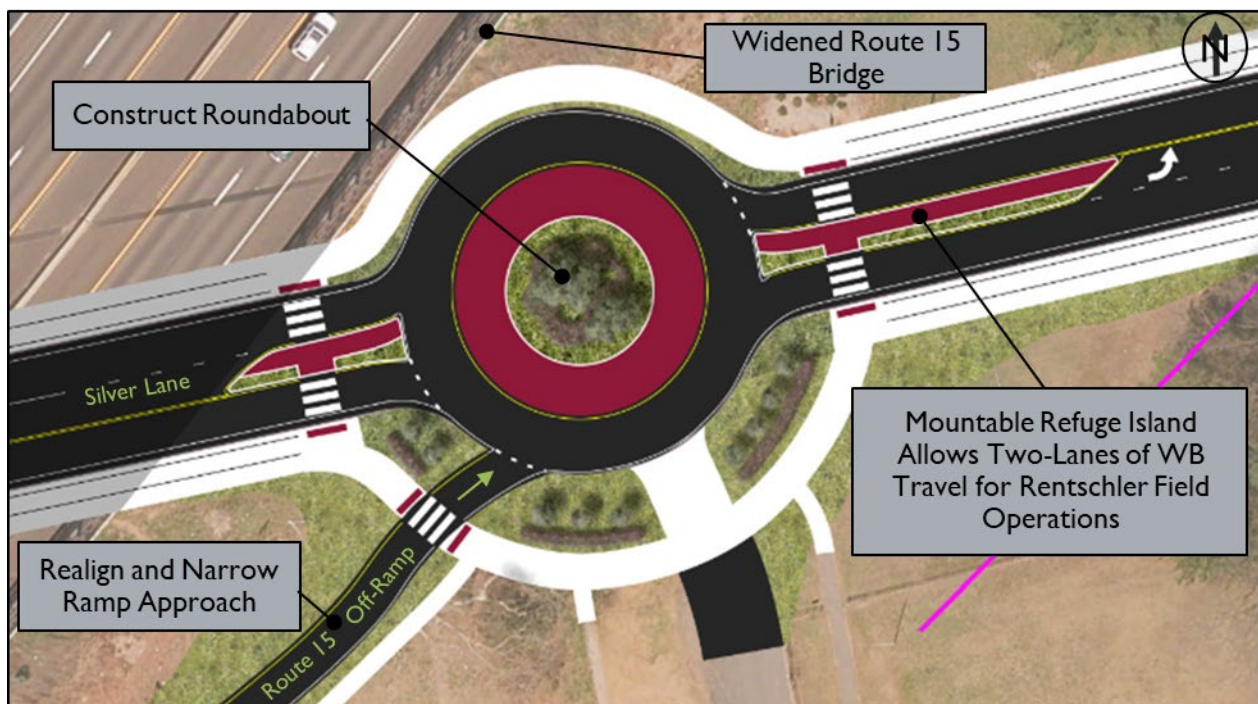 Widened Route 15
Bridge
N
Construct Roundabout
Silver Lane
Mountable Refuge Island
Allows Two-Lanes of WB
Travel for Rentschler Field
Operations
Realign and Narrow
Ramp Approach
Route 15 Off-Ramp